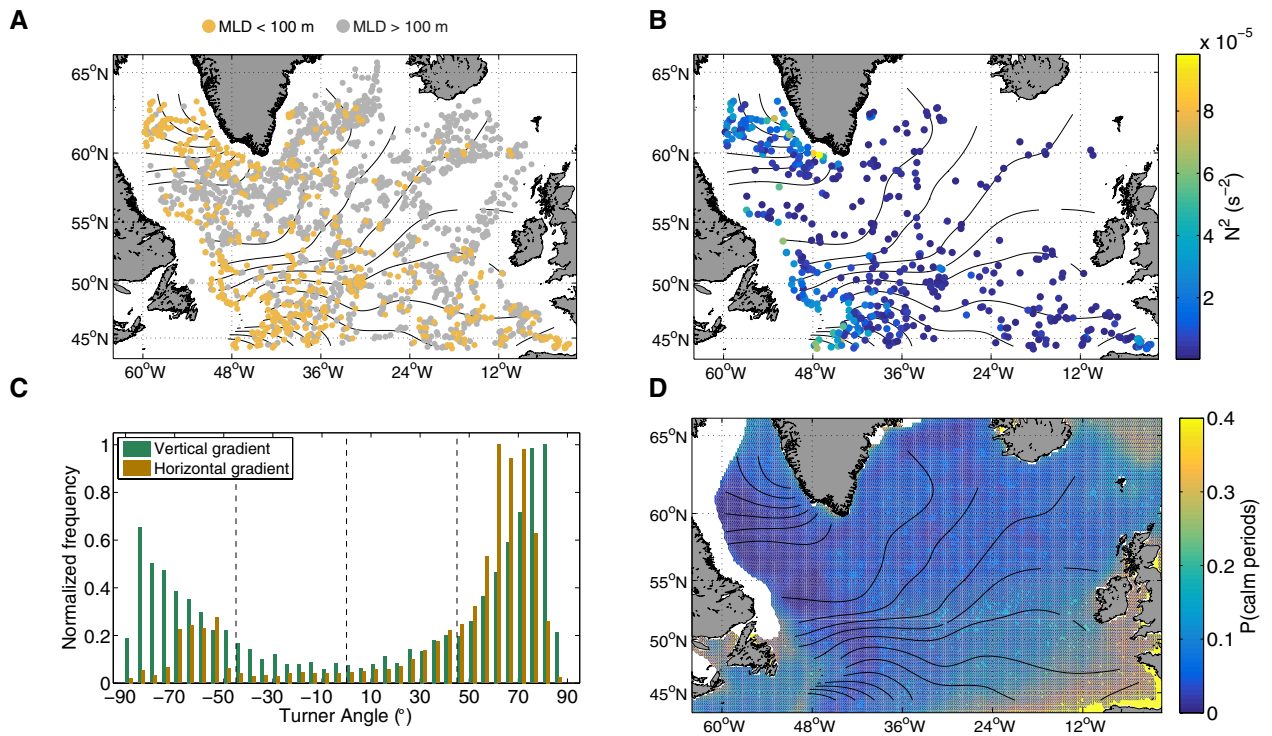 A
MLD < 100 m
MLD > 100 m
65°N
60°N
55°N
50°N
45°N
60°W
48°W
36°W
24°W
12°W
B
65°N
60°N
55°N
50°N
45°N
60°W
48°W
36°W
24°W
12°W
x 10⁻⁵
8
6
4
2
N² (s⁻²)
C
Vertical gradient
Horizontal gradient
Normalized frequency
1
0.8
0.6
0.4
0.2
0
−90
−70
−50
−30
−10
10
30
50
70
90
Turner Angle (°)
D
65°N
60°N
55°N
50°N
45°N
60°W
48°W
36°W
24°W
12°W
0.4
0.3
0.2
0.1
0
P(calm periods)